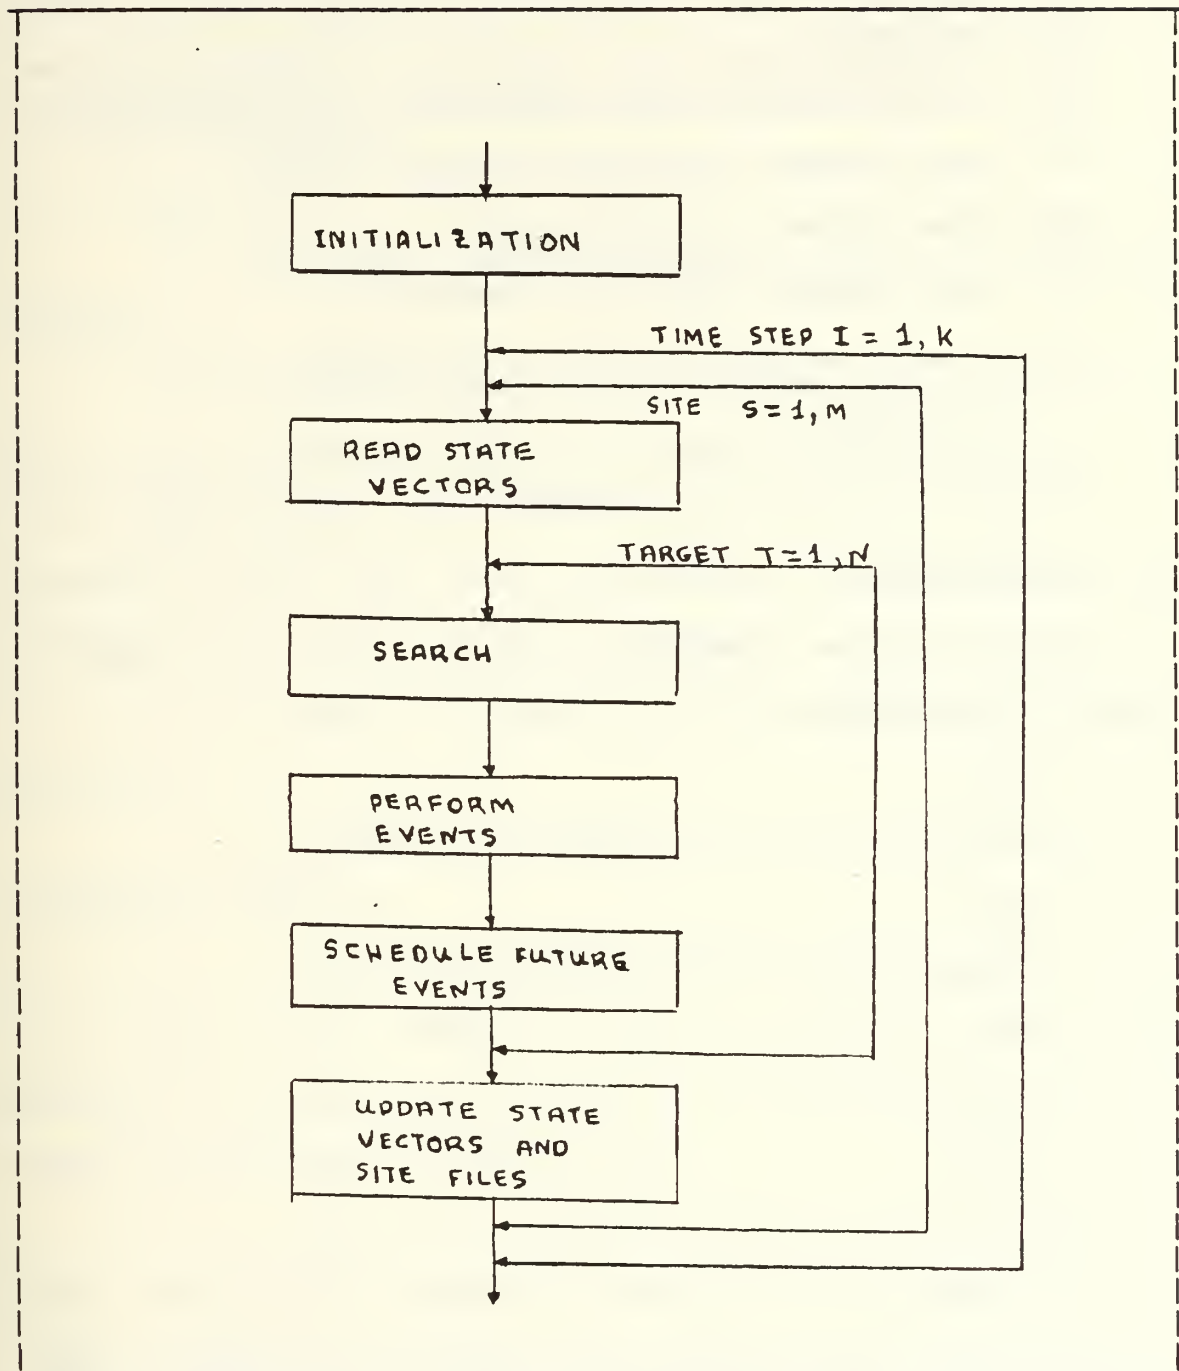 INITIALIZATION
TIME STEP I = 1, K
SITE S=1, M
READ STATE
VECTORS
TARGET T=1, N
SEARCH
PERFORM
EVENTS
SCHEDULE FUTURE
EVENTS
UPDATE STATE
VECTORS AND
SITE FILES